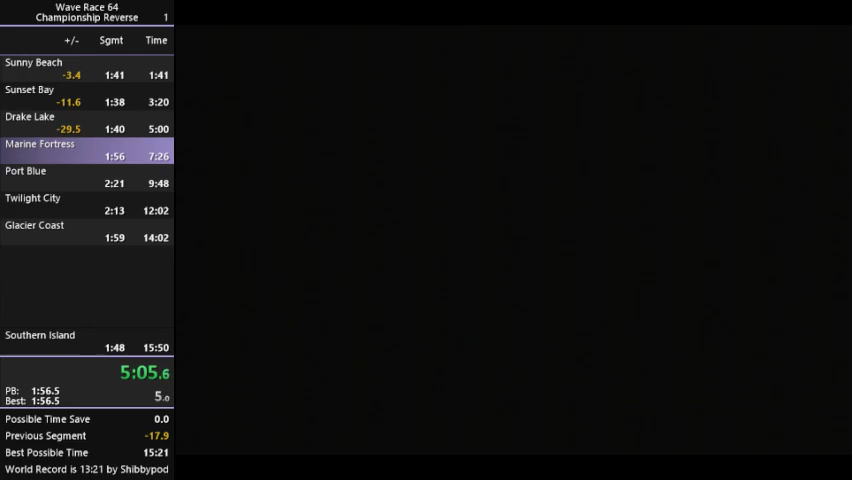 Wave Race 64
Championship Reverse 1
+/- Sgmt Time
Sunny Beach
-3.4 1:41 1:41
Sunset Bay
-11.6 1:38 3:20
Drake Lake
-29.5 1:40 5:00
Marine Fortress
1:56 7:26
Port Blue
2:21 9:48
Twilight City
2:13 12:02
Glacier Coast
1:59 14:02
Southern Island
1:48 15:50
5:05.6
PB: 1:56.5
Best: 1:56.5 5.0
Possible Time Save 0.0
Previous Segment -17.9
Best Possible Time 15:21
World Record is 13:21 by Shibbypod